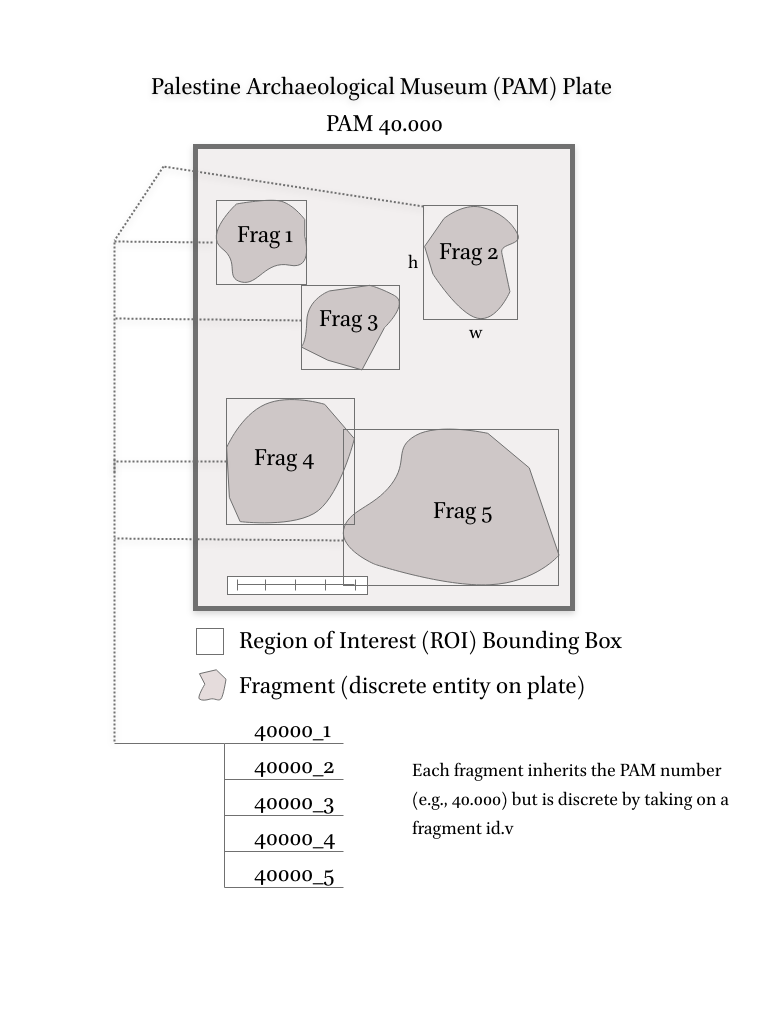 Palestine Archaeological Museum (PAM) Plate
PAM 40.000
Frag 1
Frag 2
h
w
Frag 3
Frag 4
Frag 5
Region of Interest (ROI) Bounding Box
Fragment (discrete entity on plate)
40000_1
40000_2
40000_3
40000_4
40000_5
Each fragment inherits the PAM number
(e.g., 40.000) but is discrete by taking on a
fragment id.v